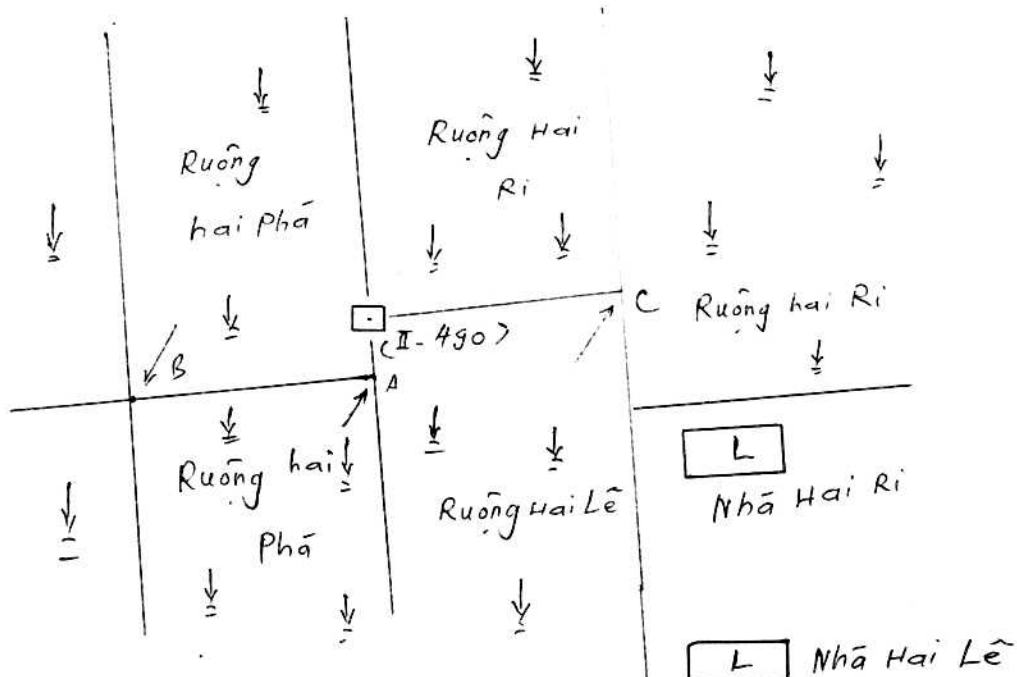 Ruộng
hai Phá
Ruộng Hai
Ri
(II-490)
B
A
C
Ruộng hai Ri
Ruộng hai
Phá
Ruộng Hai Lê
L
Nhà Hai Ri
L
Nhà Hai Lê